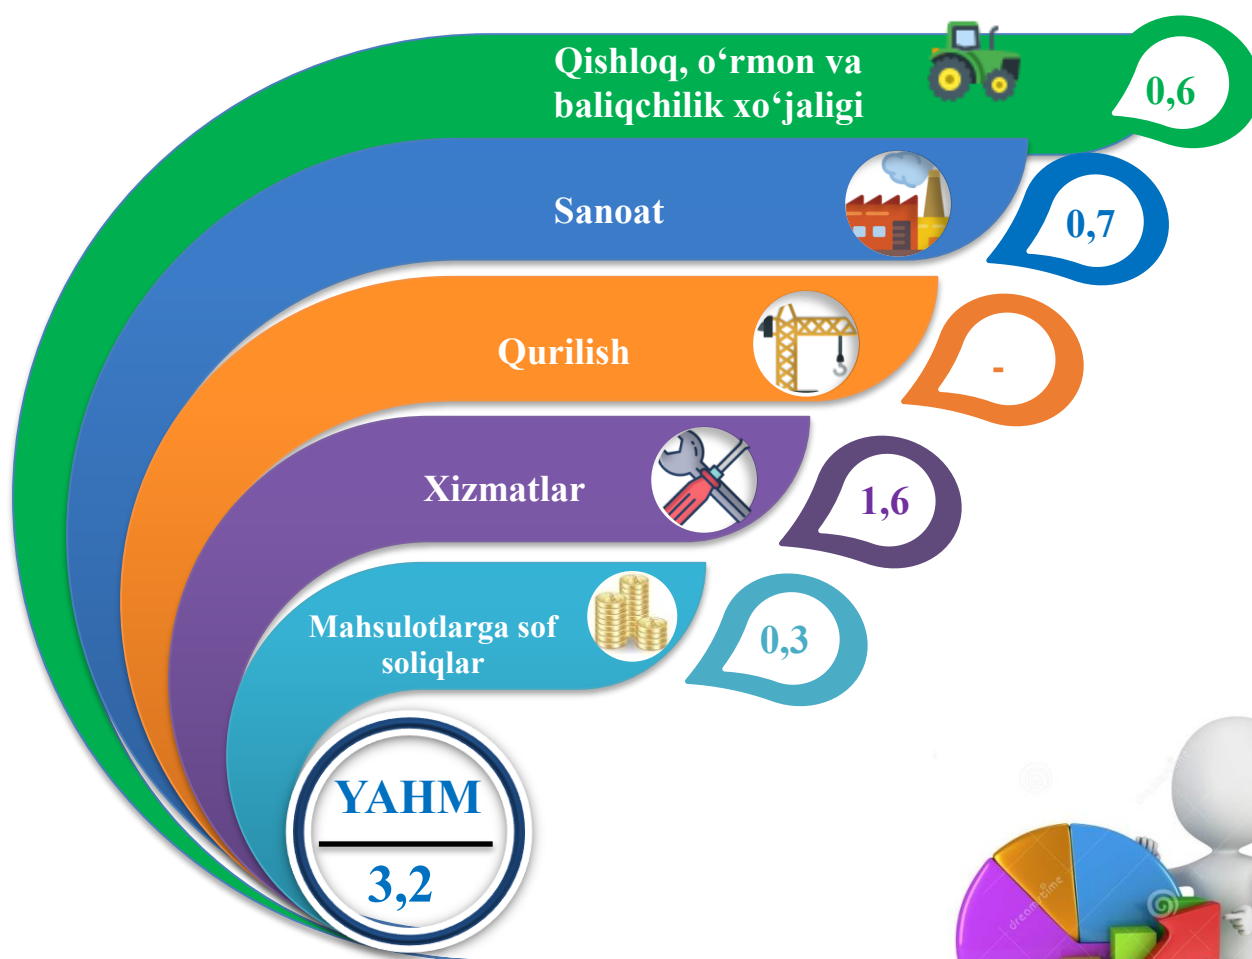 Qishloq, o‘rmon va
baliqchilik xo‘jaligi
0,6
Sanoat
0,7
Qurilish
-
Xizmatlar
1,6
Mahsulotlarga sof
soliqlar
0,3
YAHM
3,2
dreamstime